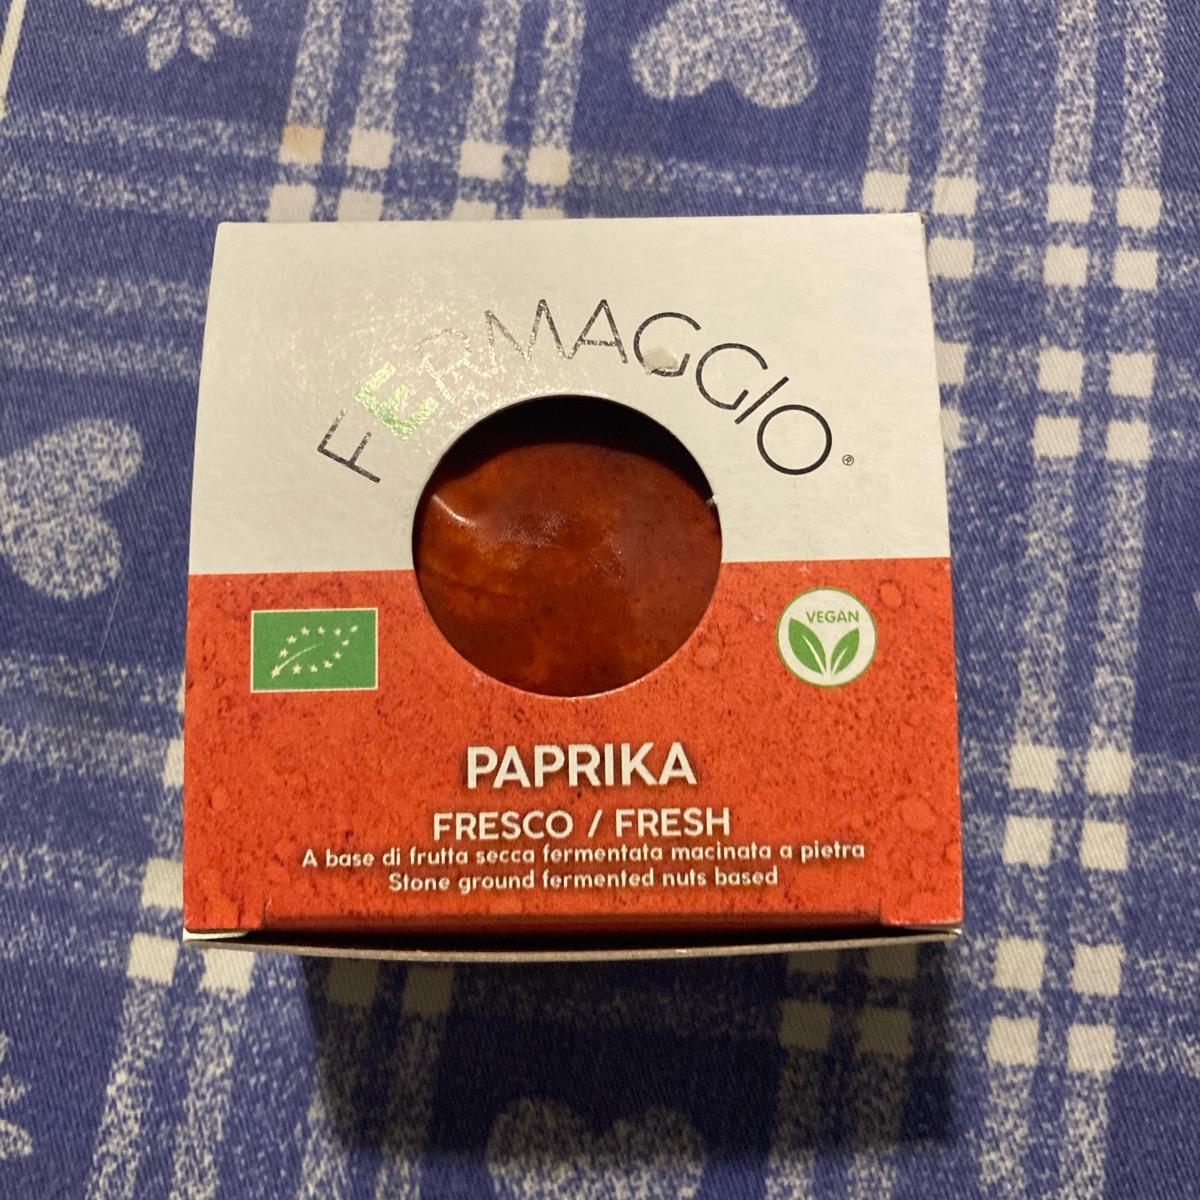 FERMAGGIO®
VEGAN
PAPRIKA
FRESCO / FRESH
A base di frutta secca fermentata macinata a pietra
Stone ground fermented nuts based